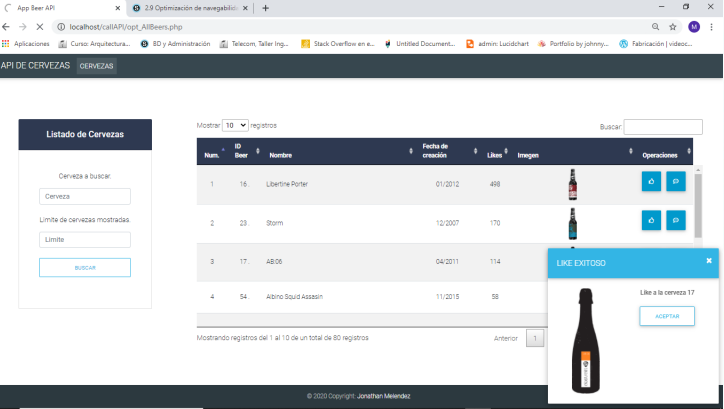 App Beer API
2.9 Optimización de navegabilid
localhost/callAPI/opt_AllBeers.php
M
Aplicaciones
Curso: Arquitectura...
BD y Administración
Telecom, Taller Ing...
Stack Overflow en e...
Untitled Document...
admin: Lucidchart
Portfolio by johnny...
Fabricación | videoc...
API DE CERVEZAS CERVEZAS
Listado de Cervezas
Cerveza a buscar.
Cerveza
Limite de cervezas mostradas.
Limite
BUSCAR
Mostrar 10 registros
Buscar:
Num. ID Beer Nombre Fecha de creación Likes Imegen Operaciones
1 16 . Libertine Porter 01/2012 498
2 23 . Storm 12/2007 170
3 17 . AB:06 04/2011 114
4 54 . Albino Squid Assasin 11/2015 58
Mostrando registros del 1 al 10 de un total de 80 registros
Anterior 1
LIKE EXITOSO
Like a la cerveza 17
ACEPTAR
© 2020 Copyright: Jonathan Melendez